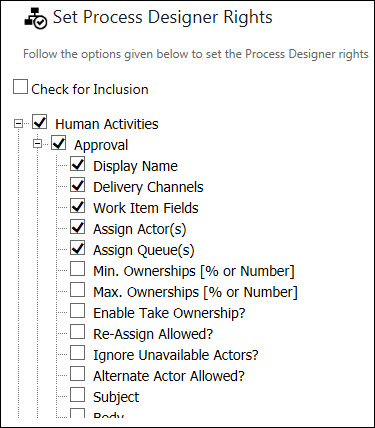 Set Process Designer Rights
Follow the options given below to set the Process Designer rights
Check for Inclusion
Human Activities
Approval
Display Name
Delivery Channels
Work Item Fields
Assign Actor(s)
Assign Queue(s)
Min. Ownerships [% or Number]
Max. Ownerships [% or Number]
Enable Take Ownership?
Re-Assign Allowed?
Ignore Unavailable Actors?
Alternate Actor Allowed?
Subject
Body